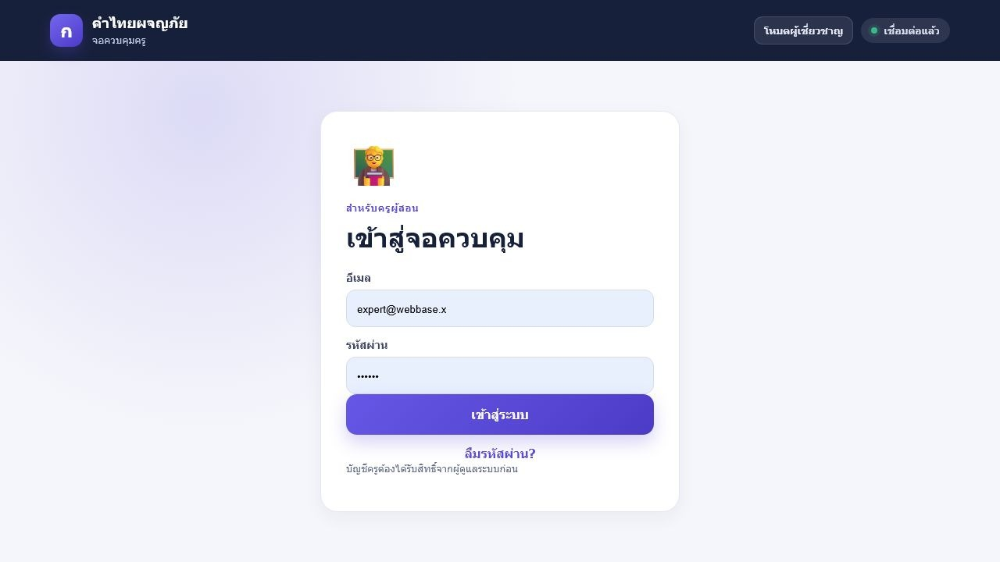 ก
คำไทยผจญภัย
จอควบคุมครู
โหมดผู้เชี่ยวชาญ
เชื่อมต่อแล้ว
สำหรับครูผู้สอน
เข้าสู่จอควบคุม
อีเมล
expert@webbase.x
รหัสผ่าน
••••••
เข้าสู่ระบบ
ลืมรหัสผ่าน?
บัญชีครูต้องได้รับสิทธิ์จากผู้ดูแลระบบก่อน